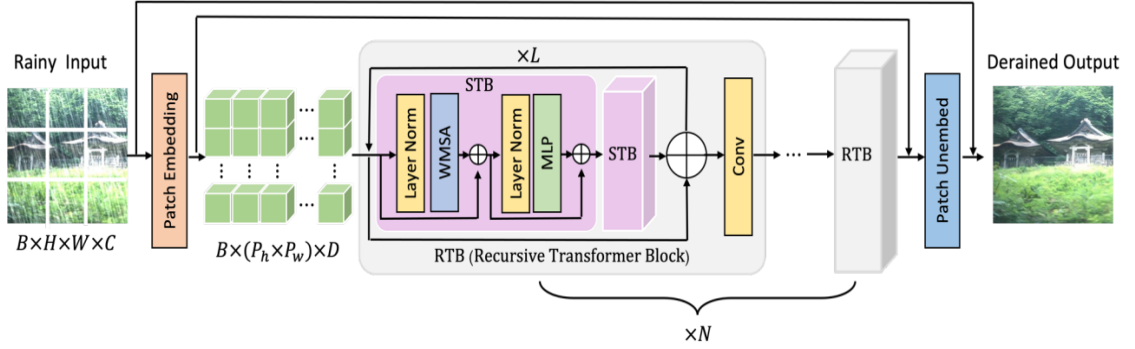 Rainy Input
B×H×W×C
Patch Embedding
B×(P_h×P_w)×D
×L
STB
Layer Norm
WMSA
Layer Norm
MLP
STB
Conv
RTB (Recursive Transformer Block)
...
RTB
×N
Patch Unembed
Derained Output